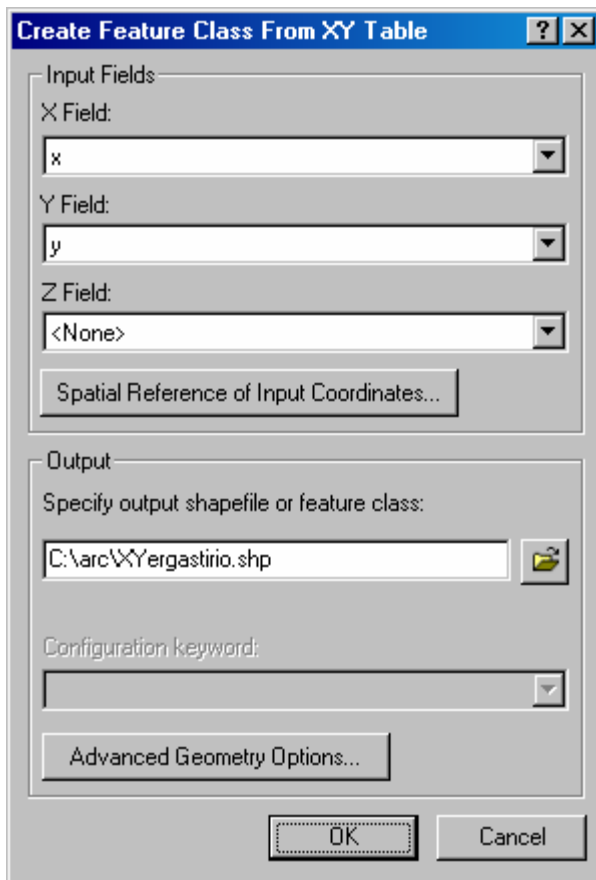 Create Feature Class From XY Table
Input Fields
X Field:
x
Y Field:
y
Z Field:
<None>
Spatial Reference of Input Coordinates...
Output
Specify output shapefile or feature class:
C:\arc\XYergastirio.shp
Configuration keyword:
Advanced Geometry Options...
OK Cancel